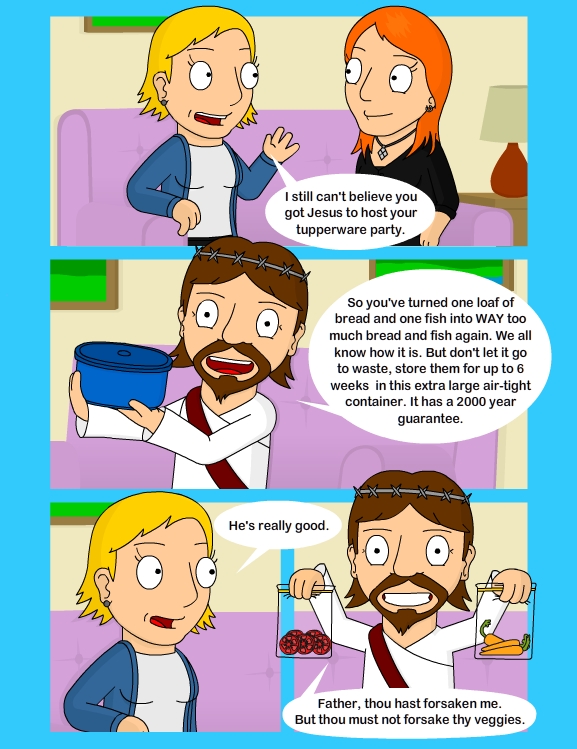 I still can't believe you
got Jesus to host your
tupperware party.
So you've turned one loaf of
bread and one fish into WAY too
much bread and fish again. We all
know how it is. But don't let it go
to waste, store them for up to 6
weeks in this extra large air-tight
container. It has a 2000 year
guarantee.
He's really good.
Father, thou hast forsaken me.
But thou must not forsake thy veggies.